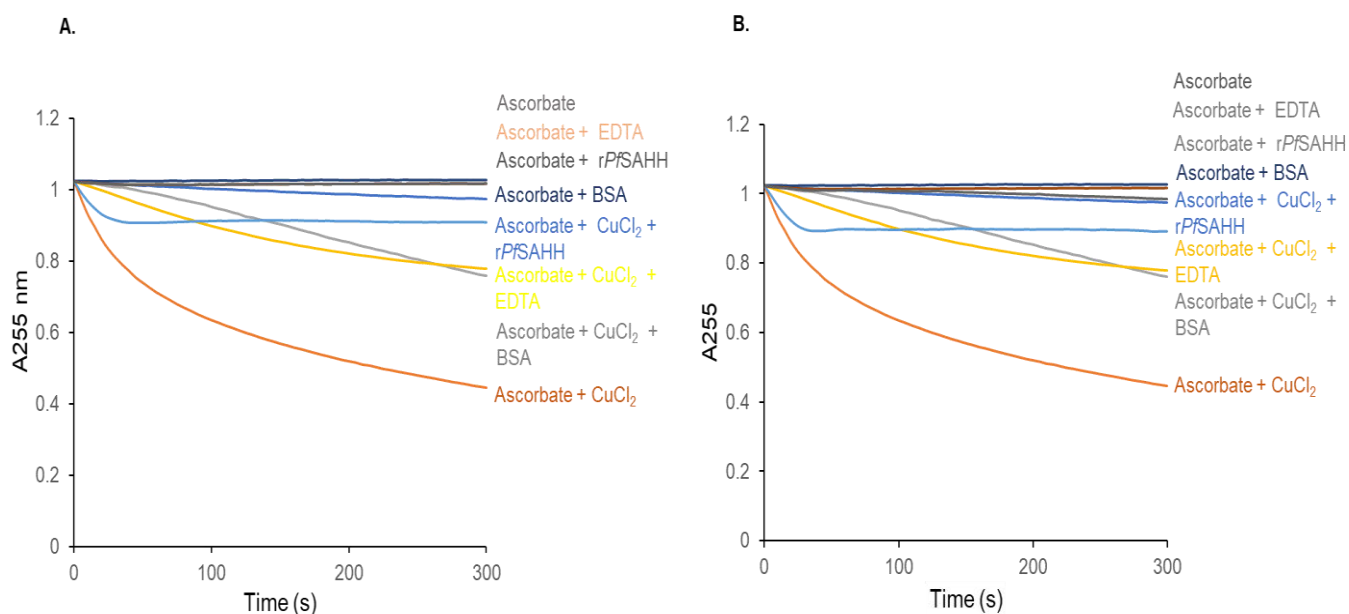 A.
A255 nm
1.2
1
0.8
0.6
0.4
0.2
0
0
100
200
300
Time (s)
Ascorbate
Ascorbate + EDTA
Ascorbate + rPfSAHH
Ascorbate + BSA
Ascorbate + CuCl₂ +
rPfSAHH
Ascorbate + CuCl₂ +
EDTA
Ascorbate + CuCl₂ +
BSA
Ascorbate + CuCl₂
B.
A255
1.2
1
0.8
0.6
0.4
0.2
0
0
100
200
300
Time (s)
Ascorbate
Ascorbate + EDTA
Ascorbate + rPfSAHH
Ascorbate + BSA
Ascorbate + CuCl₂ +
rPfSAHH
Ascorbate + CuCl₂ +
EDTA
Ascorbate + CuCl₂ +
BSA
Ascorbate + CuCl₂